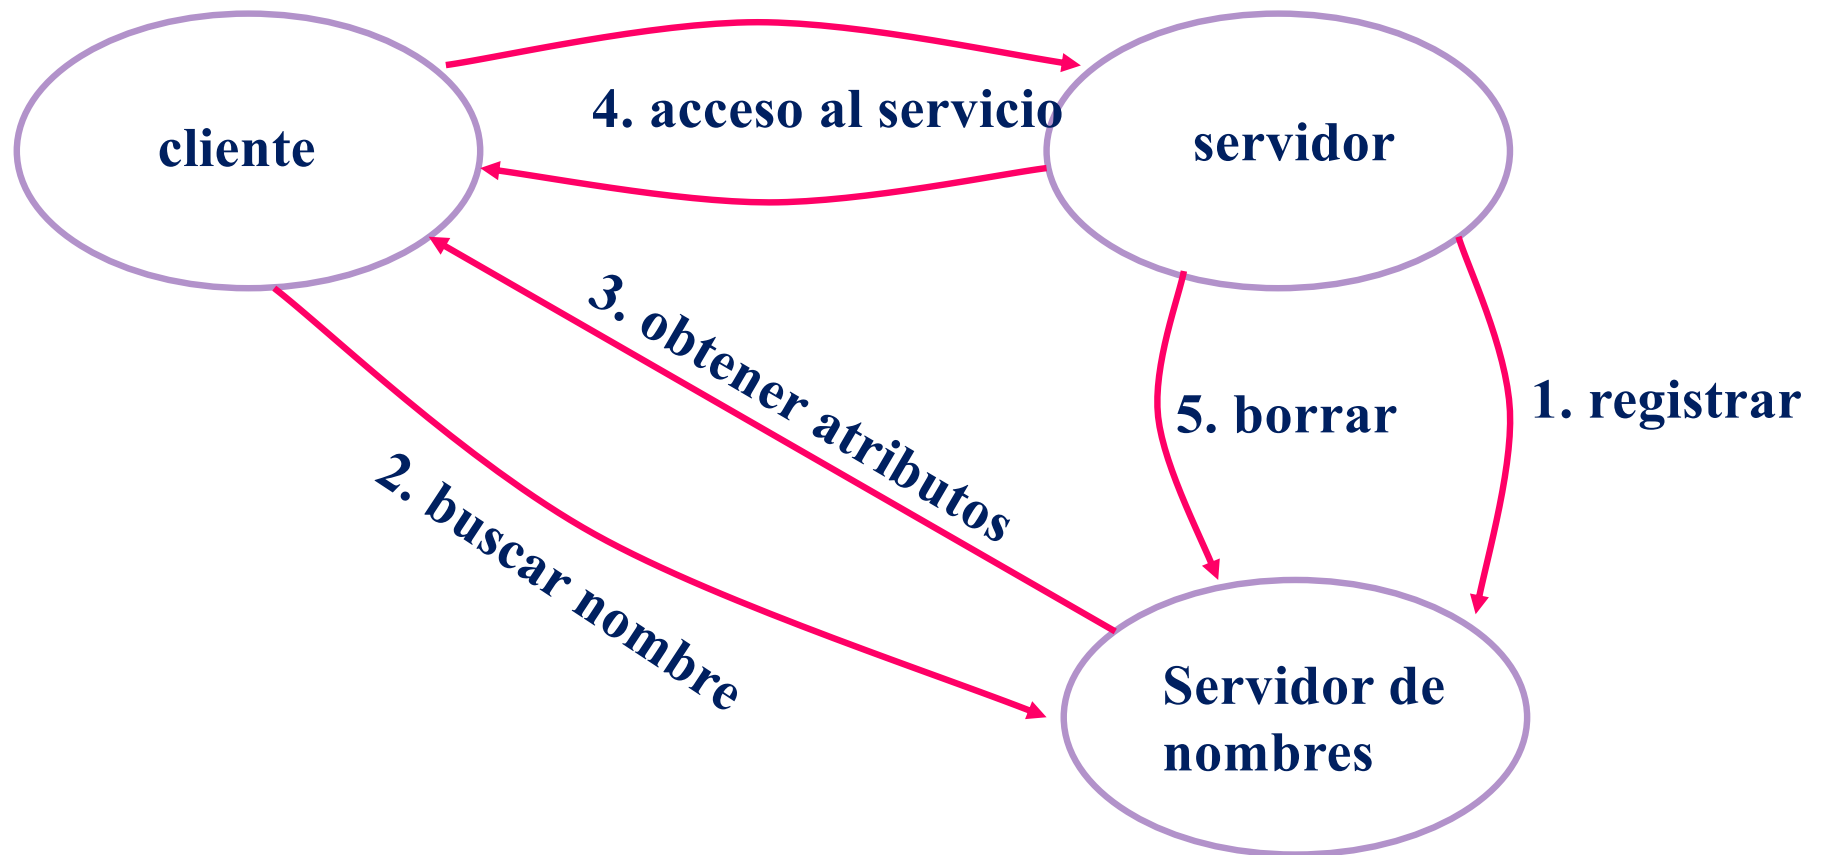 4. acceso al servicio
cliente
servidor
3. obtener atributos
5. borrar
1. registrar
2. buscar nombre
Servidor de
nombres